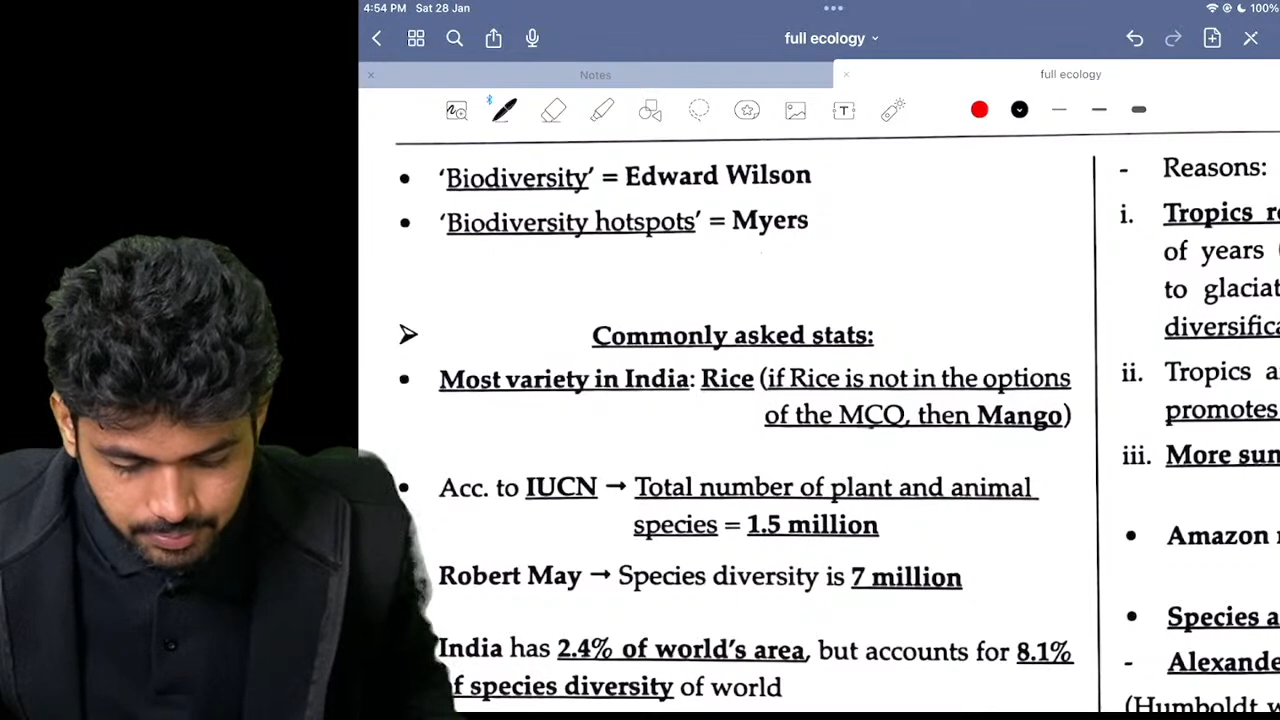 4:54 PM Sat 28 Jan
100%
full ecology
Notes
full ecology
T
• 'Biodiversity' = Edward Wilson
• 'Biodiversity hotspots' = Myers
➢ Commonly asked stats:
• Most variety in India: Rice (if Rice is not in the options
of the MCQ, then Mango)
• Acc. to IUCN → Total number of plant and animal
species = 1.5 million
Robert May → Species diversity is 7 million
India has 2.4% of world's area, but accounts for 8.1%
of species diversity of world
- Reasons:
i. Tropics
of years
to glaciat
diversifica
ii. Tropics
promotes
iii. More
• Amazon
• Species
- Alexande
(Humboldt